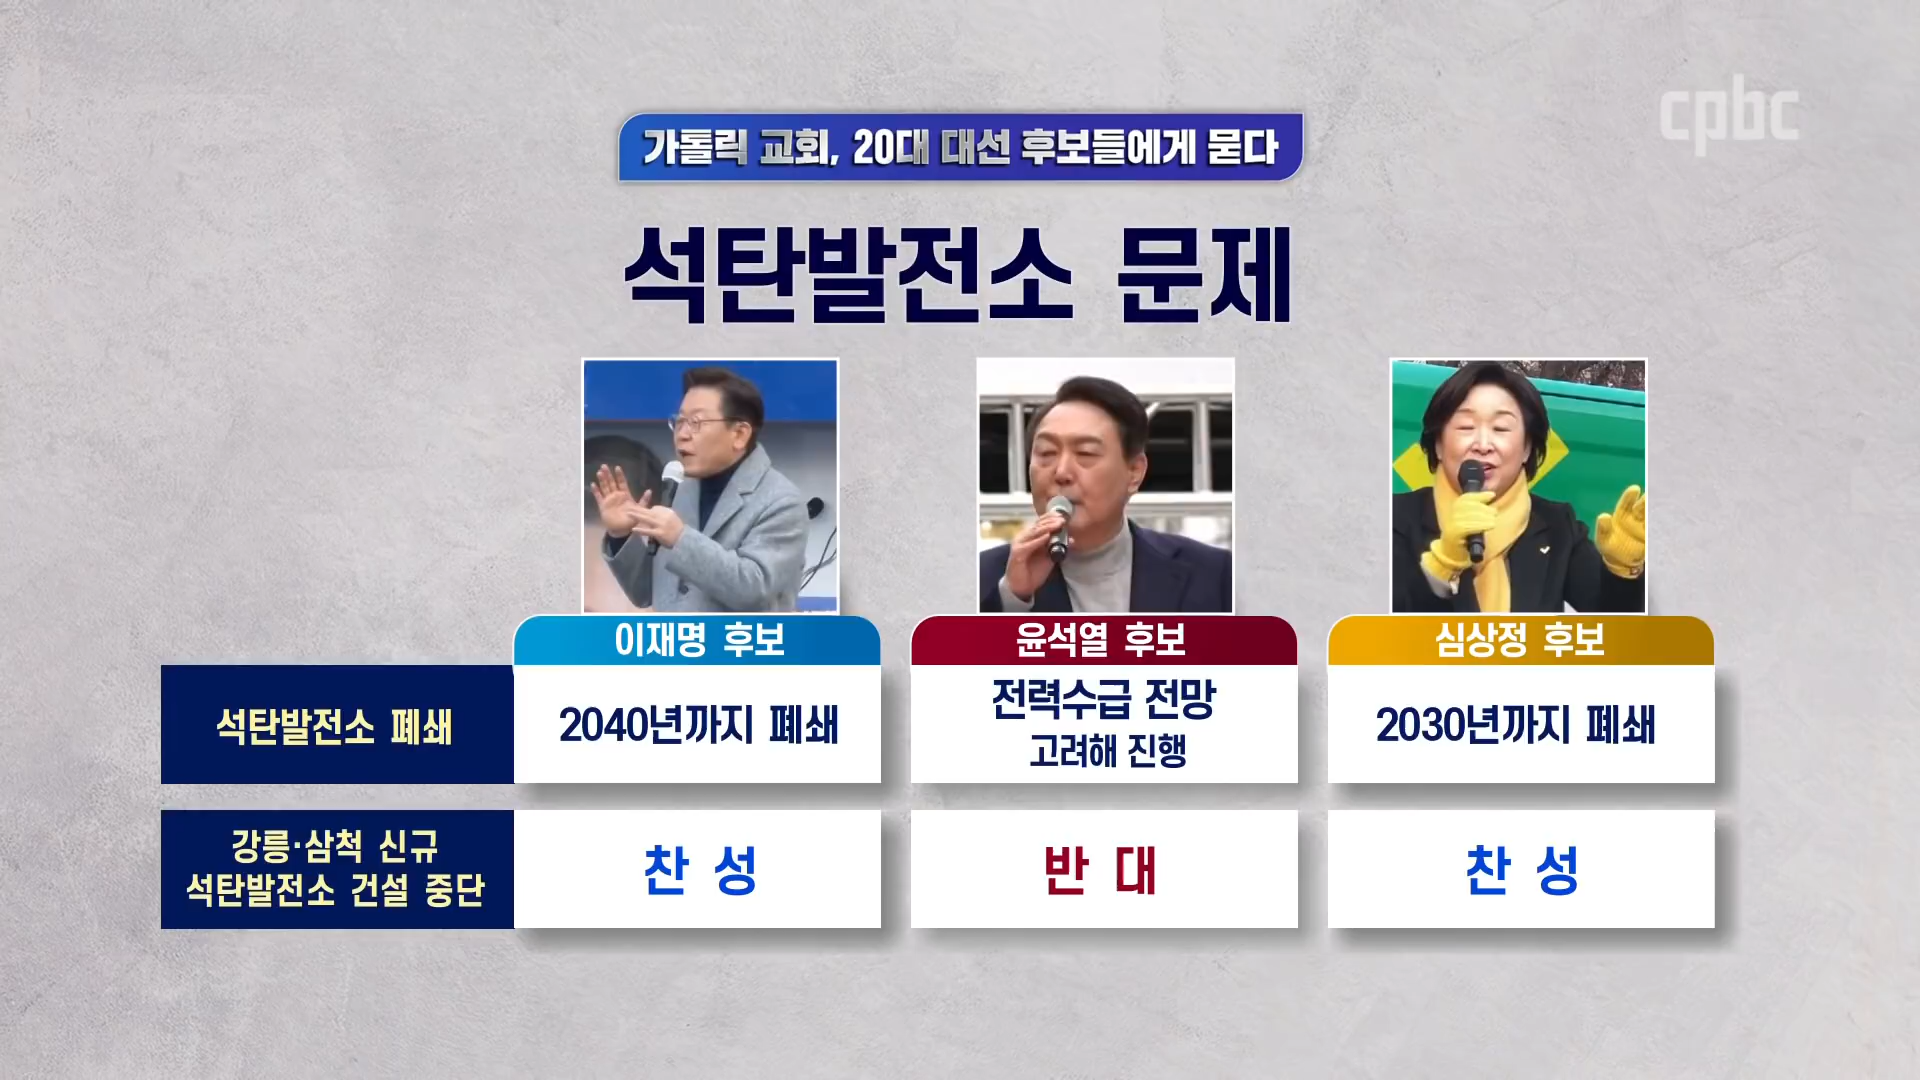 cpbc
가톨릭 교회, 20대 대선 후보들에게 묻다
석탄발전소 문제
이재명 후보
윤석열 후보
심상정 후보
석탄발전소 폐쇄
2040년까지 폐쇄
전력수급 전망
고려해 진행
2030년까지 폐쇄
강릉·삼척 신규
석탄발전소 건설 중단
찬 성
반 대
찬 성